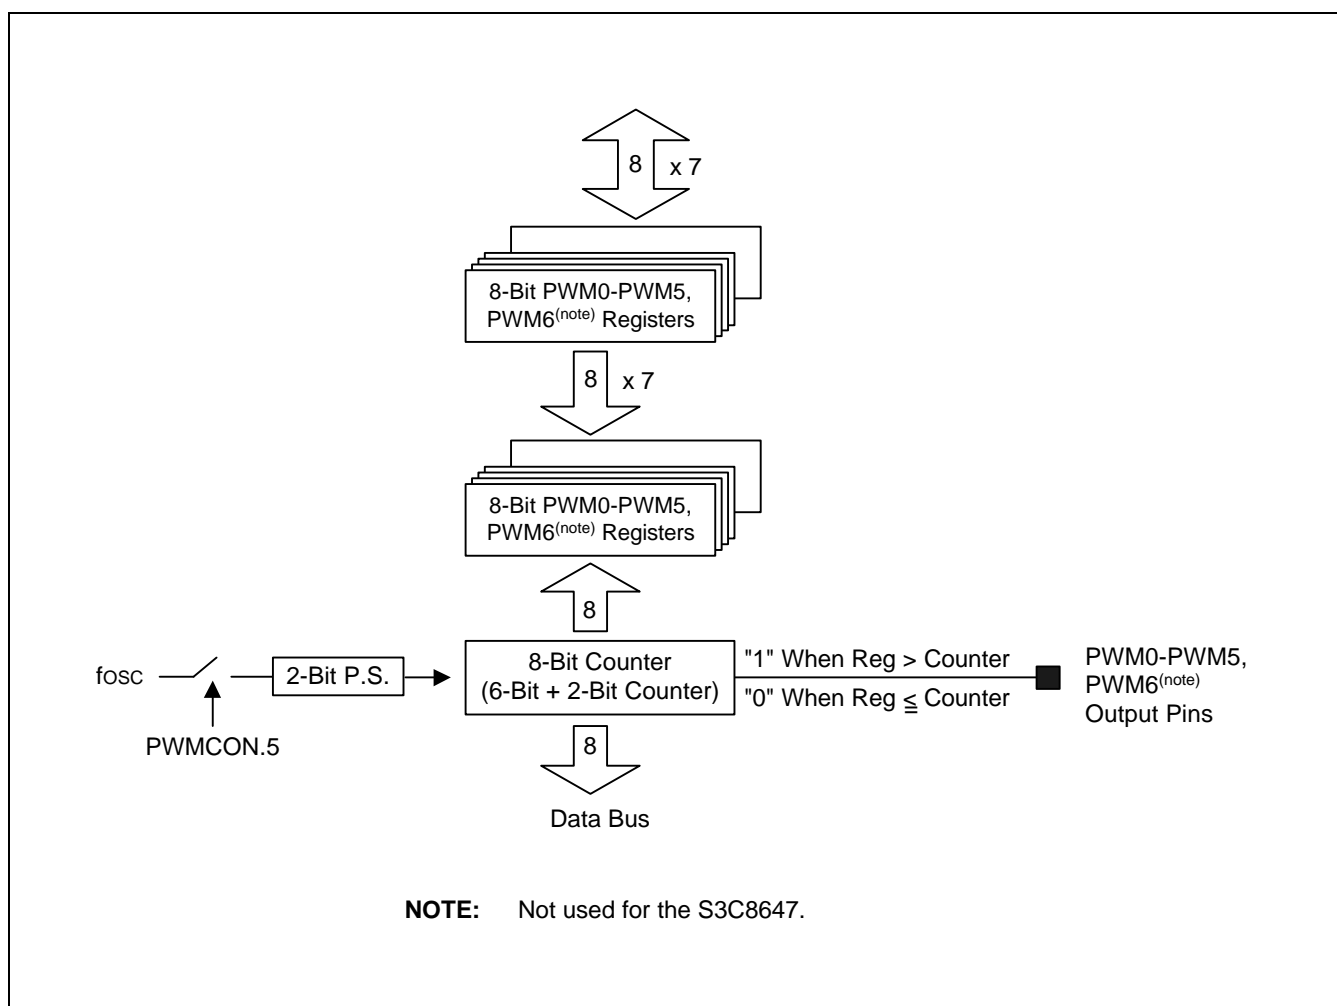 8 x 7
8-Bit PWM0-PWM5,
PWM6(note) Registers
8 x 7
8-Bit PWM0-PWM5,
PWM6(note) Registers
8
fOSC
2-Bit P.S.
8-Bit Counter
(6-Bit + 2-Bit Counter)
"1" When Reg > Counter
"0" When Reg ≦ Counter
PWM0-PWM5,
PWM6(note)
Output Pins
PWMCON.5
8
Data Bus
NOTE: Not used for the S3C8647.